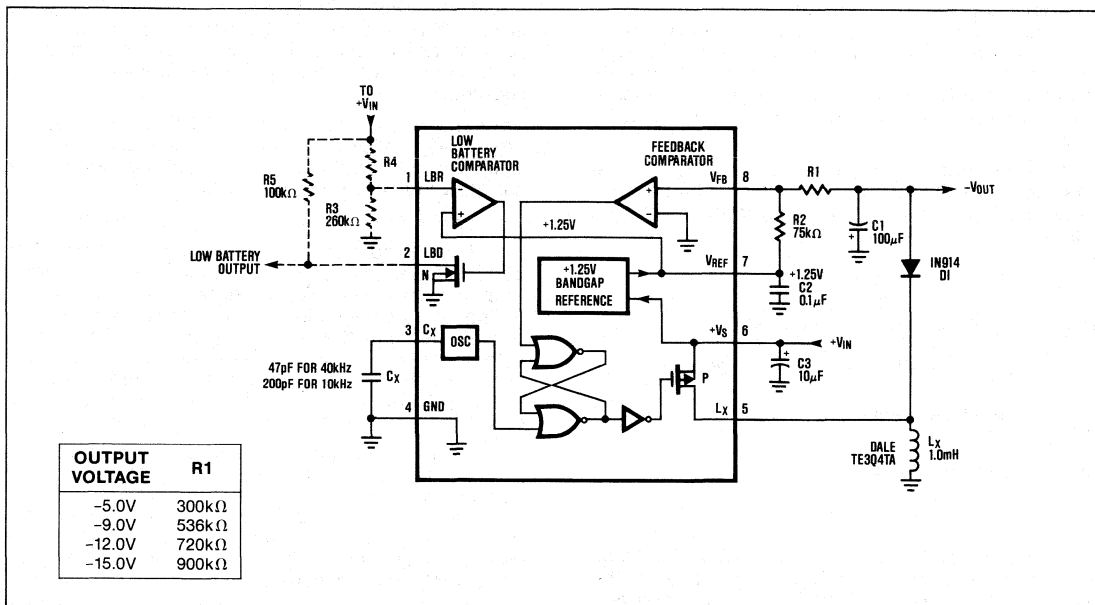 TO
+VIN
R5
100kΩ
R4
R3
260kΩ
1 LBR
LOW
BATTERY
COMPARATOR
FEEDBACK
COMPARATOR
VFB 8
R1
-VOUT
+1.25V
R2
75kΩ
C1
100μF
LOW BATTERY
OUTPUT
2 LBD
N
+1.25V
BANDGAP
REFERENCE
VREF 7
+1.25V
C2
0.1μF
IN914
DI
3 CX
OSC
+VS 6
+VIN
C3
10μF
47pF FOR 40kHz
200pF FOR 10kHz
CX
P
4 GND
LX 5
DALE
TE3Q4TA
LX
1.0mH
OUTPUT
VOLTAGE R1
-5.0V 300kΩ
-9.0V 536kΩ
-12.0V 720kΩ
-15.0V 900kΩ